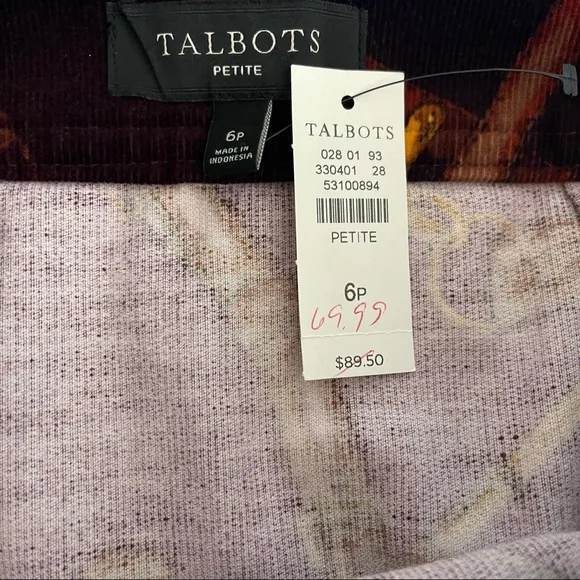 TALBOTS
PETITE
6P
MADE IN
INDONESIA
TALBOTS
028 01 93
330401 28
53100894
PETITE
6P
69.99
$89.50